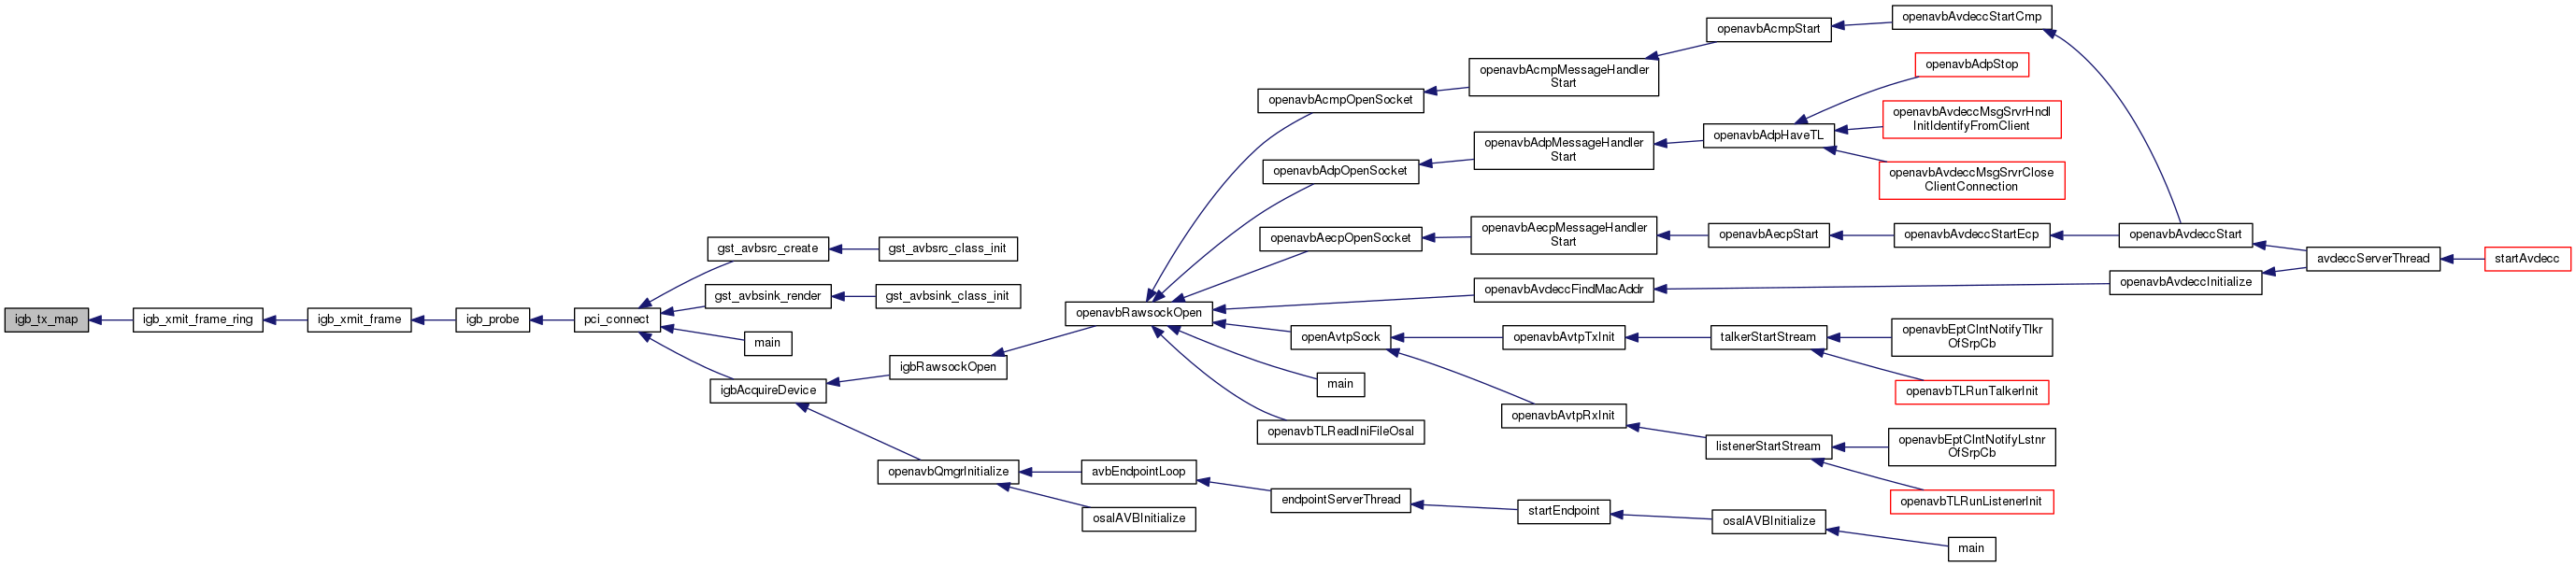 igb_tx_map
igb_xmit_frame_ring
igb_xmit_frame
igb_probe
pci_connect
gst_avbsrc_create
gst_avbsrc_class_init
gst_avbsink_render
gst_avbsink_class_init
main
igbAcquireDevice
igbRawsockOpen
openavbRawsockOpen
openavbAcmpOpenSocket
openavbAcmpMessageHandler
Start
openavbAcmpStart
openavbAvdeccStartCmp
openavbAdpOpenSocket
openavbAdpMessageHandler
Start
openavbAdpHaveTL
openavbAdpStop
openavbAvdeccMsgSrvrHndl
InitIdentifyFromClient
openavbAvdeccMsgSrvrClose
ClientConnection
openavbAecpOpenSocket
openavbAecpMessageHandler
Start
openavbAecpStart
openavbAvdeccStartEcp
openavbAvdeccStart
avdeccServerThread
startAvdecc
openavbAvdeccFindMacAddr
openavbAvdeccInitialize
openAvtpSock
openavbAvtpTxInit
talkerStartStream
openavbEptClntNotifyTlkr
OfSrpCb
openavbTLRunTalkerInit
openavbAvtpRxInit
listenerStartStream
openavbEptClntNotifyLstnr
OfSrpCb
openavbTLRunListenerInit
main
openavbTLReadIniFileOsal
openavbQmgrInitialize
avbEndpointLoop
endpointServerThread
startEndpoint
osalAVBInitialize
main
osalAVBInitialize